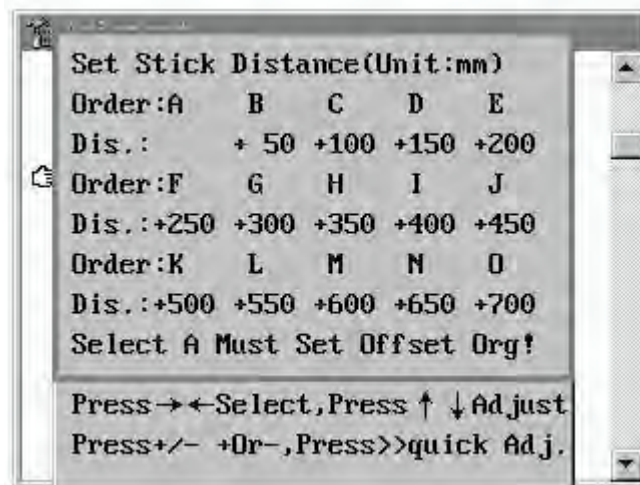 Set Stick Distance(Unit:mm)
Order:A B C D E
Dis.: + 50 +100 +150 +200
Order:F G H I J
Dis.:+250 +300 +350 +400 +450
Order:K L M N O
Dis.:+500 +550 +600 +650 +700
Select A Must Set Offset Org!
Press→←Select,Press↑ ↓Adjust
Press+/- +Or-,Press>>quick Adj.